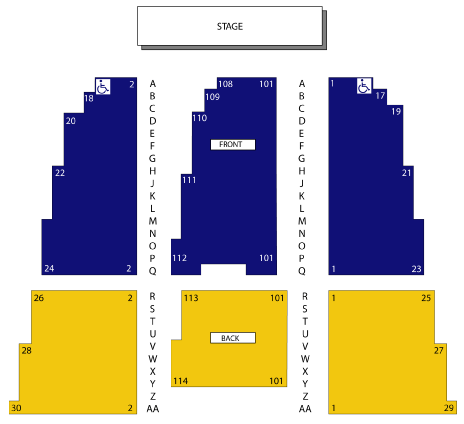 STAGE
2 A 108 101 A 1
18 B 109 B 17
C C 19
20 D 110 D
E E
F FRONT F
G G
22 H H 21
J 111 J
K K
L L
M M
N N
O O
P 112 101 P
24 2 Q Q 1 23
26 2 R 113 101 R 1 25
S S
T T
U U
28 V BACK V 27
W W
X X
Y 114 101 Y
Z Z
30 2 AA AA 1 29